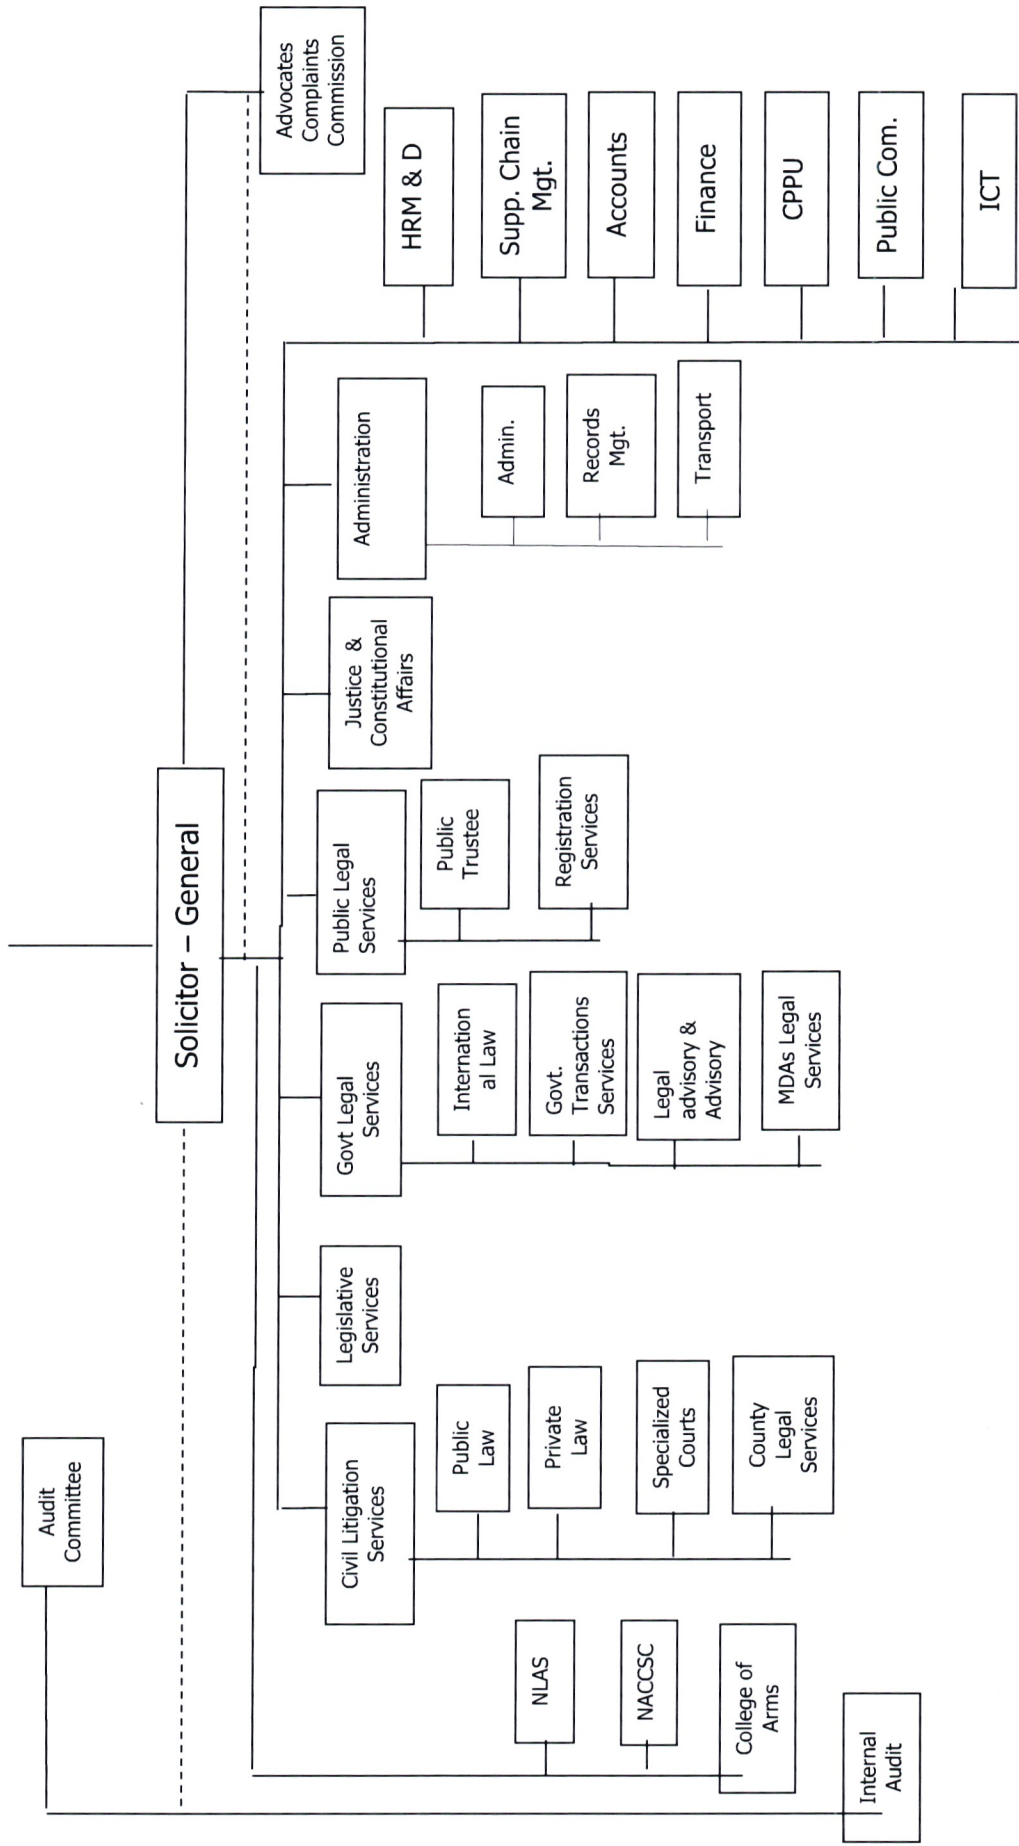 Audit
Committee
Solicitor – General
Advocates
Complaints
Commission
Civil Litigation
Services
Legislative
Services
Govt Legal
Services
Public Legal
Services
Justice &
Constitutional
Affairs
Administration
HRM & D
Supp. Chain
Mgt.
Accounts
Finance
CPPU
Public Com.
ICT
Admin.
Records
Mgt.
Transport
Public
Trustee
Registration
Services
Internation
al Law
Govt.
Transactions
Services
Legal
advisory &
Advisory
MDAs Legal
Services
Public
Law
Private
Law
Specialized
Courts
County
Legal
Services
NLAS
NACCSC
College of
Arms
Internal
Audit